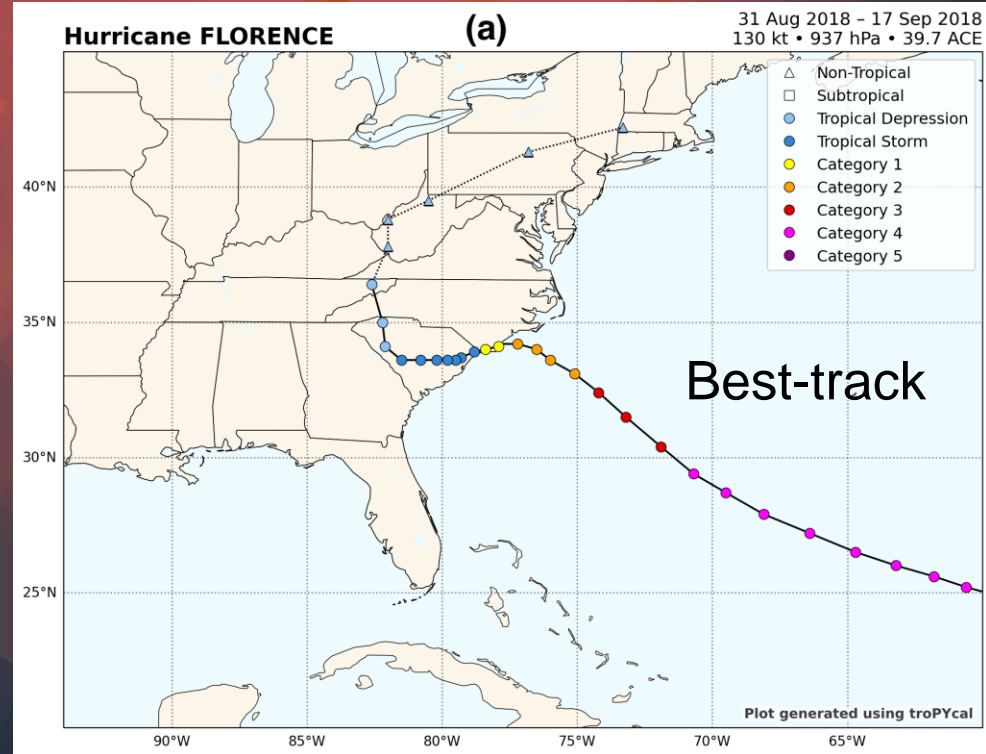 Hurricane FLORENCE
(a)
31 Aug 2018 – 17 Sep 2018
130 kt • 937 hPa • 39.7 ACE
Non-Tropical
Subtropical
Tropical Depression
Tropical Storm
Category 1
Category 2
Category 3
Category 4
Category 5
40°N
35°N
30°N
25°N
Best-track
Plot generated using troPYcal
90°W 85°W 80°W 75°W 70°W 65°W